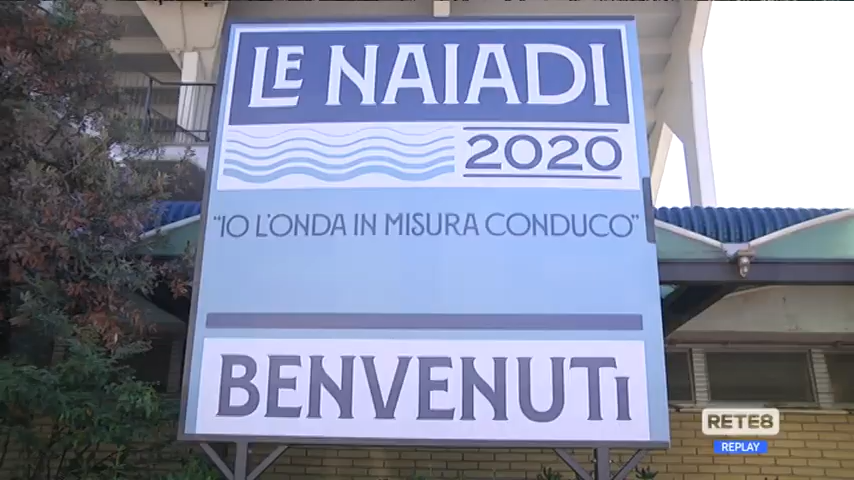 LE NAIADI
2020
"IO L'ONDA IN MISURA CONDUCO"
BENVENUTI
RETE8
REPLAY